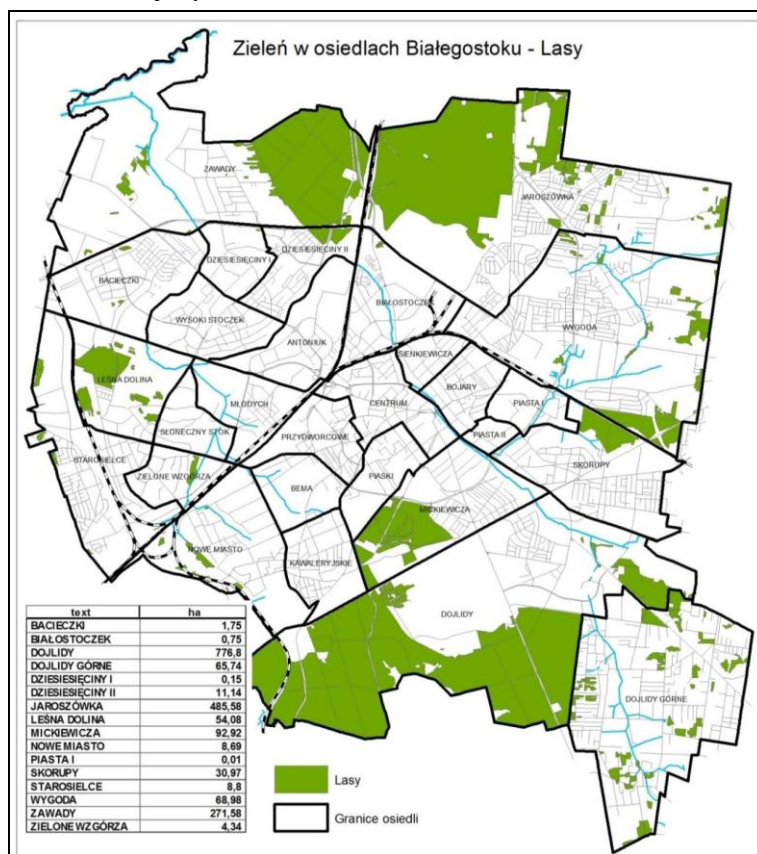 Zieleń w osiedlach Białegostoku - Lasy
ZAWADY
JAROSZÓWKA
DZIESIESIĘCINY II
DZIESIĘSIĘCINY I
BACIECZKI
BIAŁOSTOCZEK
WYSOKI STOCZEK
WYGODA
ANTONIUK
SIENKIEWICZA
LEŚNA DOLINA
BOJARY
MŁODYCH
CENTRUM
PIASTA I
SŁONECZNY STOK
PRZYDWORCOWE
PIASTA II
STAROSIELCE
SKORUPY
ZIELONE WZGÓRZA
BEMA
PIASKI
MICKIEWICZA
NOWE MIASTO
KAWALERYJSKIE
DOJLIDY
DOJLIDY GÓRNE
text ha
BACIECZKI 1,75
BIAŁOSTOCZEK 0,75
DOJLIDY 776,8
DOJLIDY GÓRNE 65,74
DZIESIESIĘCINY I 0,15
DZIESIESIĘCINY II 11,14
JAROSZÓWKA 485,58
LEŚNA DOLINA 54,08
MICKIEWICZA 92,92
NOWE MIASTO 8,69
PIASTA I 0,01
SKORUPY 30,97
STAROSIELCE 8,8
WYGODA 68,98
ZAWADY 271,58
ZIELONE WZGÓRZA 4,34
Lasy
Granice osiedli